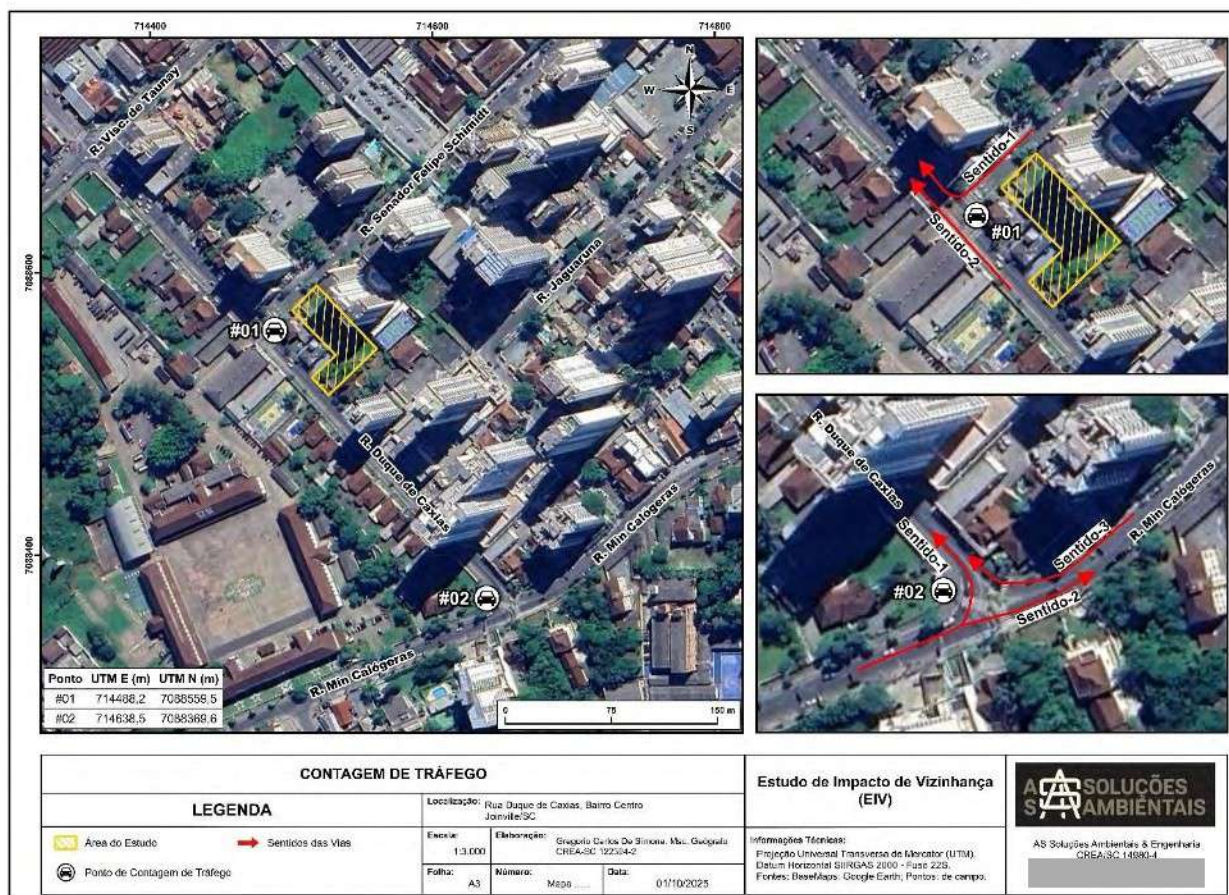 714400
714600
714800
7088600
7088400
N
W
E
S
R. Visc. de Taunay
R. Senador Felipe Schimidt
R. Jaguaruna
#01
R. Duque de Caxias
R. Min Calógeras
#02
R. Min Calógeras
Ponto UTM E (m) UTM N (m)
#01 714488,2 7088559,5
#02 714638,5 7088369,6
0 75 150 m
Sentido-1
#01
Sentido-2
R. Duque de Caxias
Sentido-1
Sentido-3
R. Min Calógeras
#02
Sentido-2
CONTAGEM DE TRÁFEGO
LEGENDA
Área do Estudo
Sentidos das Vias
Ponto de Contagem de Tráfego
Localização: Rua Duque de Caxias, Bairro Centro
Joinville/SC
Escala: 1:3.000
Elaboração: Gregorio Carlos De Simone. Msc. Geógrafo
CREA-SC 122594-2
Folha: A3
Número: Mapa ......
Data: 01/10/2025
Estudo de Impacto de Vizinhança
(EIV)
Informações Técnicas:
Projeção Universal Transversa de Mercator (UTM).
Datum Horizontal SIRGAS 2000 - Fuso 22S.
Fontes: BaseMaps: Google Earth; Pontos: de campo.
AS SOLUÇÕES
AMBIENTAIS
AS Soluções Ambientais & Engenharia
CREA/SC 14980-4